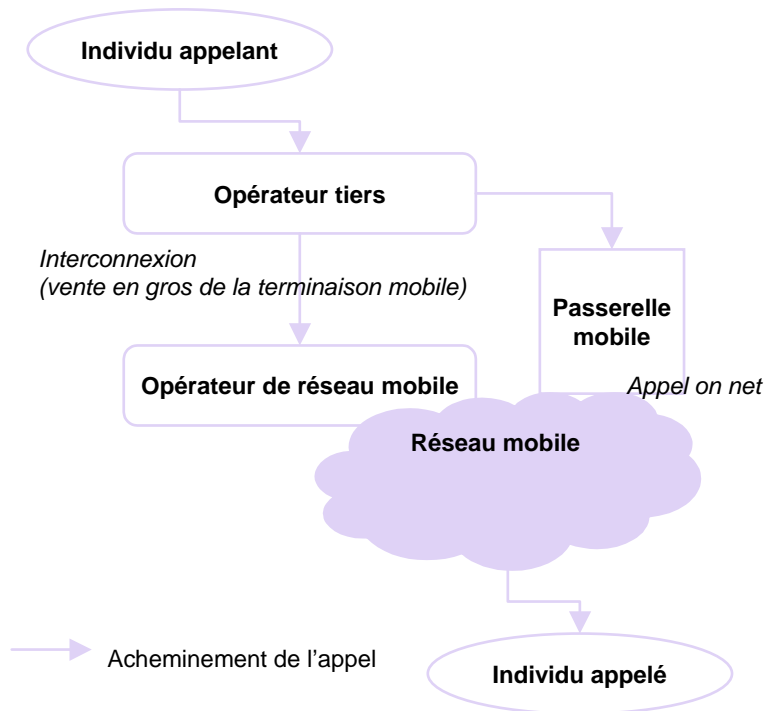 Individu appelant
Opérateur tiers
Interconnexion
(vente en gros de la terminaison mobile)
Passerelle
mobile
Opérateur de réseau mobile
Appel on net
Réseau mobile
Acheminement de l’appel
Individu appelé